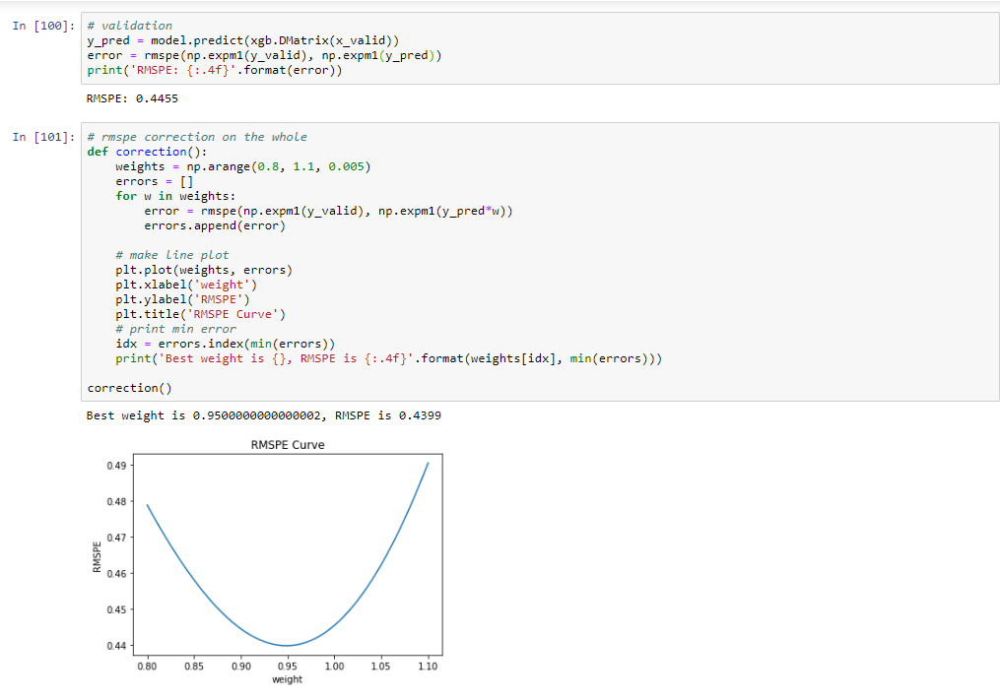 In [100]: # validation
y_pred = model.predict(xgb.DMatrix(x_valid))
error = rmspe(np.expm1(y_valid), np.expm1(y_pred))
print('RMSPE: {:.4f}'.format(error))
RMSPE: 0.4455
In [101]: # rmspe correction on the whole
def correction():
    weights = np.arange(0.8, 1.1, 0.005)
    errors = []
    for w in weights:
        error = rmspe(np.expm1(y_valid), np.expm1(y_pred*w))
        errors.append(error)
    # make line plot
    plt.plot(weights, errors)
    plt.xlabel('weight')
    plt.ylabel('RMSPE')
    plt.title('RMSPE Curve')
    # print min error
    idx = errors.index(min(errors))
    print('Best weight is {}, RMSPE is {:.4f}'.format(weights[idx], min(errors)))
correction()
Best weight is 0.9500000000000002, RMSPE is 0.4399
RMSPE Curve
0.49
0.48
0.47
0.46
0.45
0.44
RMSPE
0.80 0.85 0.90 0.95 1.00 1.05 1.10
weight